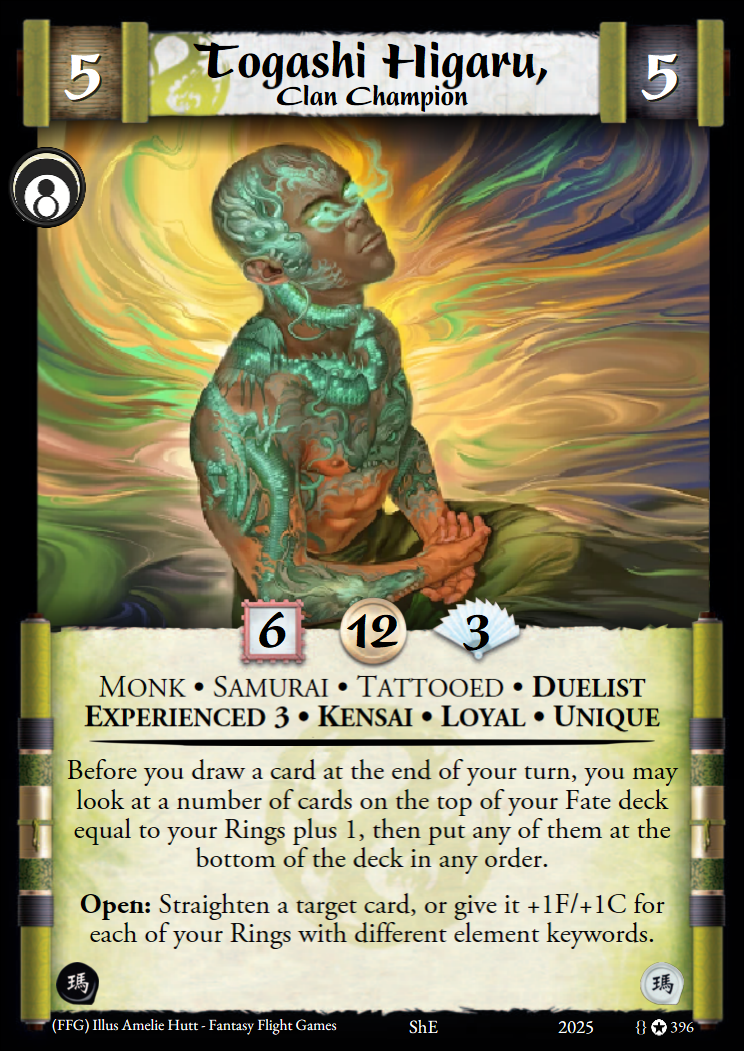 5 Togashi Higaru, 5
Clan Champion
6 12 3
Monk • Samurai • Tattooed • Duelist
Experienced 3 • Kensai • Loyal • Unique
Before you draw a card at the end of your turn, you may
look at a number of cards on the top of your Fate deck
equal to your Rings plus 1, then put any of them at the
bottom of the deck in any order.
Open: Straighten a target card, or give it +1F/+1C for
each of your Rings with different element keywords.
瑪 瑪
(FFG) Illus Amelie Hutt - Fantasy Flight Games ShE 2025 {} ✪ 396